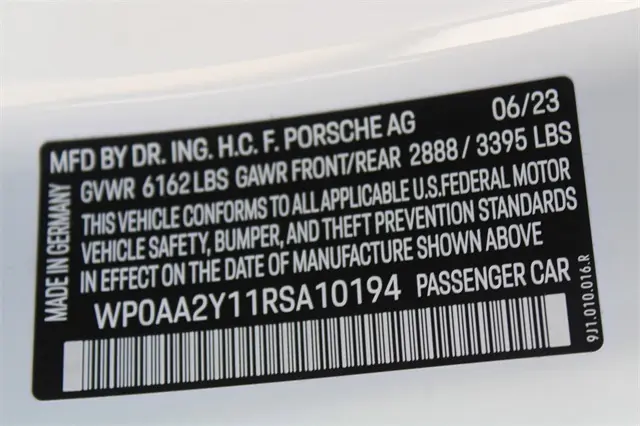 MFD BY DR. ING. H.C. F. PORSCHE AG 06/23
GVWR 6162 LBS GAWR FRONT/REAR 2888 / 3395 LBS
THIS VEHICLE CONFORMS TO ALL APPLICABLE U.S.FEDERAL MOTOR
VEHICLE SAFETY, BUMPER, AND THEFT PREVENTION STANDARDS
IN EFFECT ON THE DATE OF MANUFACTURE SHOWN ABOVE
WP0AA2Y11RSA10194 PASSENGER CAR
MADE IN GERMANY
9J1.010.016.R